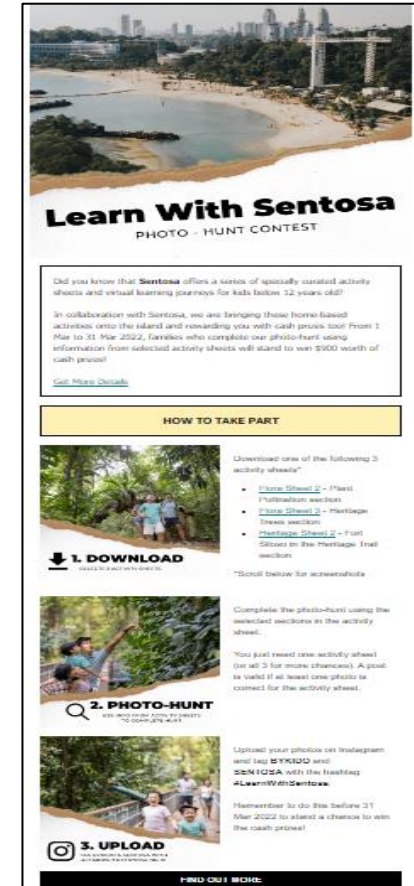 Learn With Sentosa
PHOTO - HUNT CONTEST
Did you know that Sentosa offers a series of specially curated activity
sheets and virtual learning journeys for kids below 12 years old?
In collaboration with Sentosa, we are bringing these home-based
activities onto the island and rewarding you with cash prizes too! From 1
Mar to 31 Mar 2022, families who complete our photo-hunt using
information from selected activity sheets will stand to win $900 worth of
cash prizes!
Get More Details
HOW TO TAKE PART
Download one of the following 3
activity sheets*
Flora Sheet 2 - Plant
Pollination section
Flora Sheet 3 - Heritage
Trees section
Heritage Sheet 2 - Fort
Siloso in the Heritage Trail
section
*Scroll below for screenshots
1. DOWNLOAD
Complete the photo-hunt using the
selected sections in the activity
sheet.
You just need one activity sheet
(or all 3 for more chances). A post
is valid if at least one photo is
correct for the activity sheet.
2. PHOTO-HUNT
USE INFO FROM ACTIVITY SHEETS
TO COMPLETE HUNT
Upload your photos on Instagram
and tag BYKIDO and
SENTOSA with the hashtag
#LearnWithSentosa.
Remember to do this before 31
Mar 2022 to stand a chance to win
the cash prizes!
3. UPLOAD
FIND OUT MORE